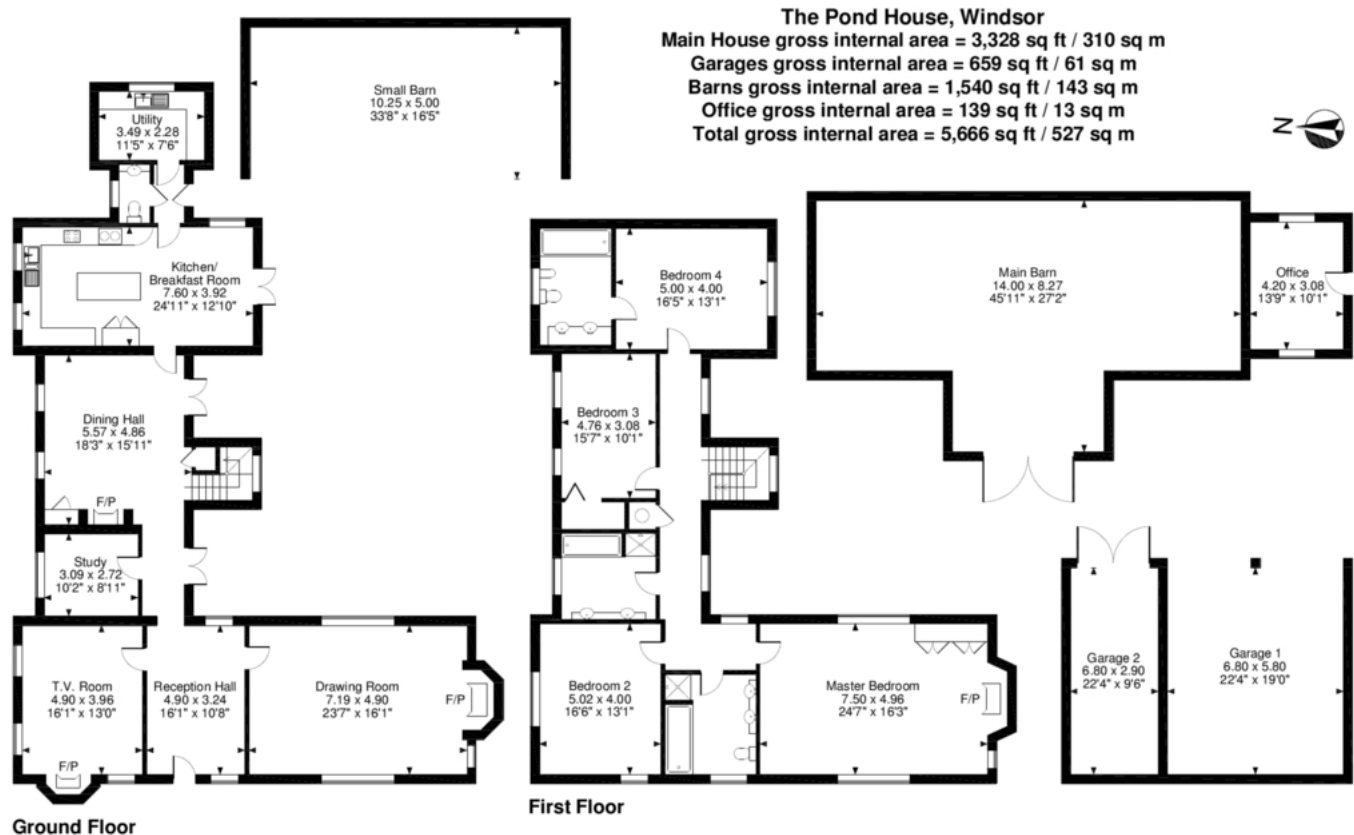 The Pond House, Windsor
Main House gross internal area = 3,328 sq ft / 310 sq m
Garages gross internal area = 659 sq ft / 61 sq m
Barns gross internal area = 1,540 sq ft / 143 sq m
Office gross internal area = 139 sq ft / 13 sq m
Total gross internal area = 5,666 sq ft / 527 sq m
N
Small Barn
10.25 x 5.00
33'8" x 16'5"
Utility
3.49 x 2.28
11'5" x 7'6"
Kitchen/
Breakfast Room
7.60 x 3.92
24'11" x 12'10"
Dining Hall
5.57 x 4.86
18'3" x 15'11"
F/P
Study
3.09 x 2.72
10'2" x 8'11"
T.V. Room
4.90 x 3.96
16'1" x 13'0"
F/P
Reception Hall
4.90 x 3.24
16'1" x 10'8"
Drawing Room
7.19 x 4.90
23'7" x 16'1"
F/P
Ground Floor
Bedroom 4
5.00 x 4.00
16'5" x 13'1"
Bedroom 3
4.76 x 3.08
15'7" x 10'1"
Bedroom 2
5.02 x 4.00
16'6" x 13'1"
Master Bedroom
7.50 x 4.96
24'7" x 16'3"
F/P
First Floor
Main Barn
14.00 x 8.27
45'11" x 27'2"
Office
4.20 x 3.08
13'9" x 10'1"
Garage 2
6.80 x 2.90
22'4" x 9'6"
Garage 1
6.80 x 5.80
22'4" x 19'0"